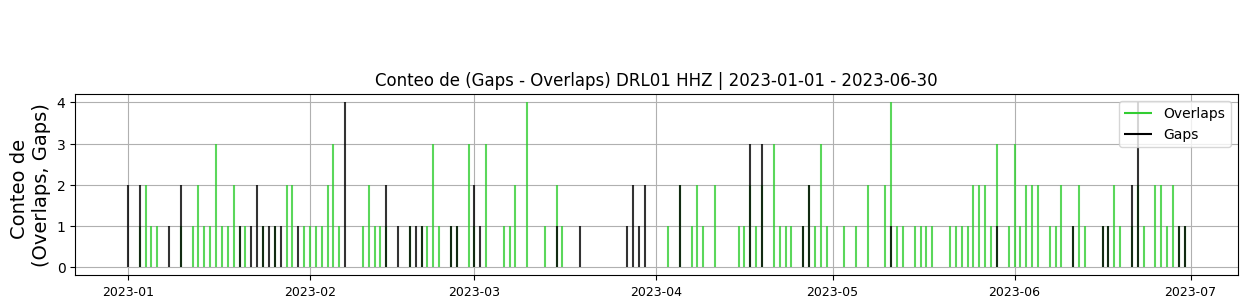 Conteo de (Gaps - Overlaps) DRL01 HHZ | 2023-01-01 - 2023-06-30
Conteo de
(Overlaps, Gaps)
4
3
2
1
0
Overlaps
Gaps
2023-01
2023-02
2023-03
2023-04
2023-05
2023-06
2023-07